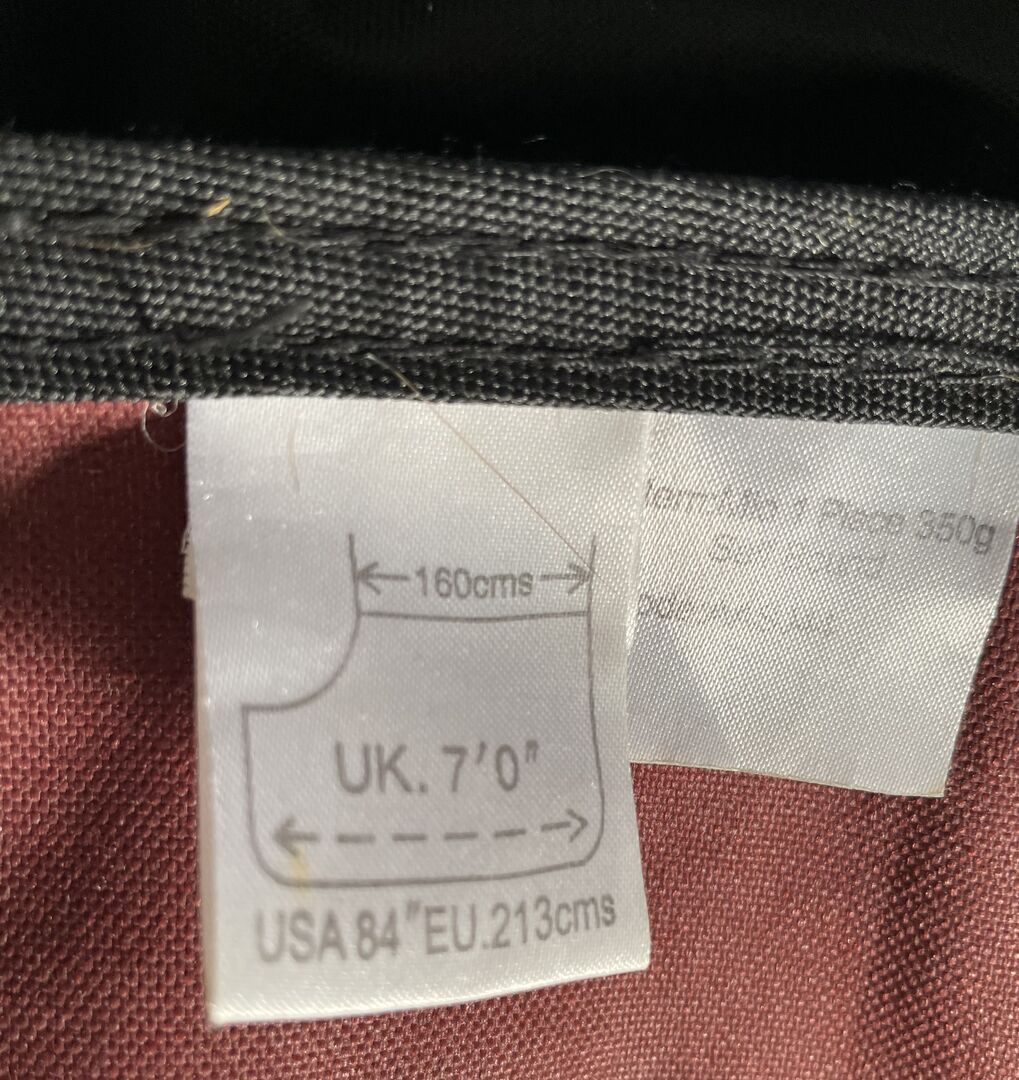 160cms
UK. 7'0"
USA 84" EU.213cms
1 Piece 350g